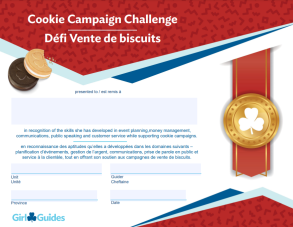 Cookie Campaign Challenge
Défi Vente de biscuits
presented to / est remis à
in recognition of the skills she has developed in event planning, money management,
communications, public speaking and customer service while supporting cookie campaigns.
en reconnaissance des aptitudes qu'elles a développées dans les domaines suivants –
planification d'événements, gestion de l'argent, communications, prise de parole en public et
service à la clientèle, tout en offrant son soutien aux campagnes de vente de biscuits.
Unit
Unité
Guider
Cheftaine
Province
Date
Girl Guides